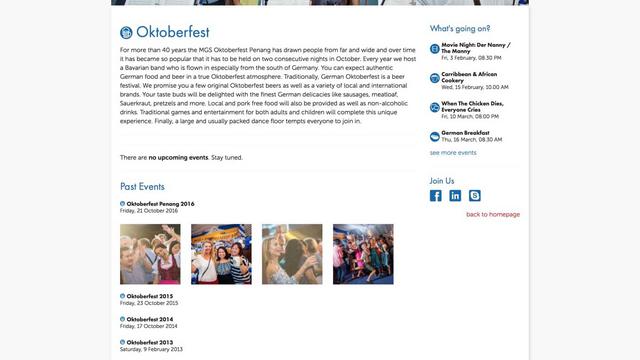 Oktoberfest
For more than 40 years the MGS Oktoberfest Penang has drawn people from far and wide and over time
it has became so popular that it has to be held on two consecutive nights in October. Every year we host
a Bavarian band who is flown in especially from the south of Germany. You can expect authentic
German food and beer in a true Oktoberfest atmosphere. Traditionally, German Oktoberfest is a beer
festival. We promise you a few original Oktoberfest beers as well as a variety of local and international
brands. Your taste buds will be delighted with the finest German delicacies like sausages, meatloaf,
Sauerkraut, pretzels and more. Local and pork free food will also be provided as well as non-alcoholic
drinks. Traditional games and entertainment for both adults and children will complete this unique
experience. Finally, a large and usually packed dance floor tempts everyone to join in.
There are no upcoming events. Stay tuned.
Past Events
Oktoberfest Penang 2016
Friday, 21 October 2016
Oktoberfest 2015
Friday, 23 October 2015
Oktoberfest 2014
Friday, 17 October 2014
Oktoberfest 2013
Saturday, 9 February 2013
What's going on?
Movie Night: Der Nanny /
The Manny
Fri, 3 February, 08.30 PM
Carribbean & African
Cookery
Wed, 15 February, 10.00 AM
When The Chicken Dies,
Everyone Cries
Fri, 10 March, 08:00 PM
German Breakfast
Thu, 16 March, 08.30 AM
see more events
Join Us
back to homepage